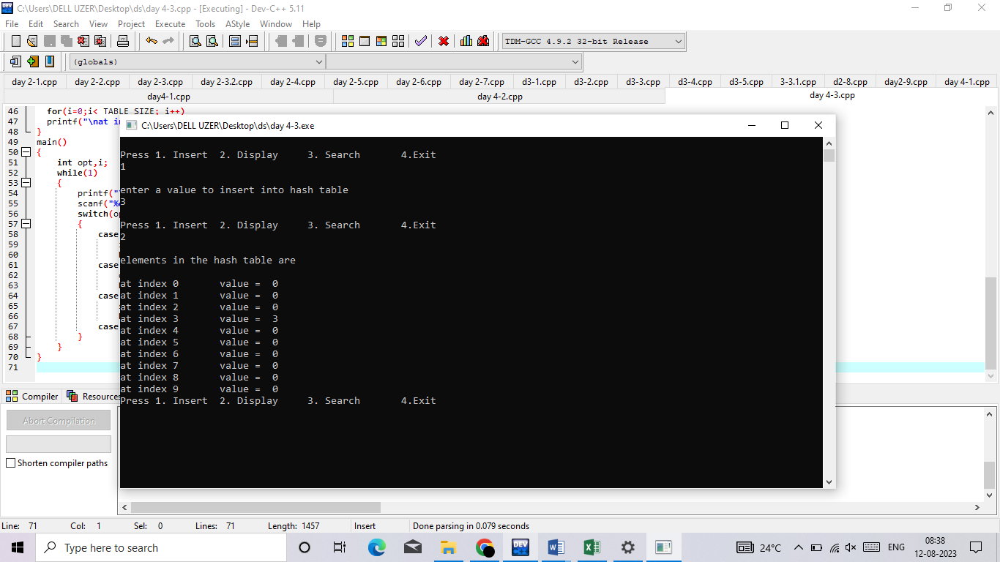 C:\Users\DELL UZER\Desktop\ds\day 4-3.cpp - [Executing] - Dev-C++ 5.11
File Edit Search View Project Execute Tools AStyle Window Help
TDM-GCC 4.9.2 32-bit Release
(globals)
day 2-1.cpp day 2-2.cpp day 2-3.cpp day 2-3.2.cpp day 2-4.cpp day 2-5.cpp day 2-6.cpp day 2-7.cpp d3-1.cpp d3-2.cpp d3-3.cpp d3-4.cpp d3-5.cpp 3-3.1.cpp d2-8.cpp day2-9.cpp day 4-1.cpp
day4-1.cpp day 4-2.cpp day 4-3.cpp
46 for(i=0;i< TABLE_SIZE; i++)
47 printf("\nat in
48 }
49 main()
50 {
51 int opt,i;
52 while(1)
53 {
54 printf("
55 scanf("%
56 switch(op
57 {
58 case
59
60
61 case
62
63
64 case
65
66
67 case
68 }
69 }
70 }
71
C:\Users\DELL UZER\Desktop\ds\day 4-3.exe
Press 1. Insert 2. Display 3. Search 4.Exit
1
enter a value to insert into hash table
3
Press 1. Insert 2. Display 3. Search 4.Exit
2
elements in the hash table are
at index 0 value = 0
at index 1 value = 0
at index 2 value = 0
at index 3 value = 3
at index 4 value = 0
at index 5 value = 0
at index 6 value = 0
at index 7 value = 0
at index 8 value = 0
at index 9 value = 0
Press 1. Insert 2. Display 3. Search 4.Exit
Compiler Resources
Abort Compilation
Shorten compiler paths
Line: 71 Col: 1 Sel: 0 Lines: 71 Length: 1457 Insert Done parsing in 0.079 seconds
Type here to search
24°C
ENG
08:38
12-08-2023